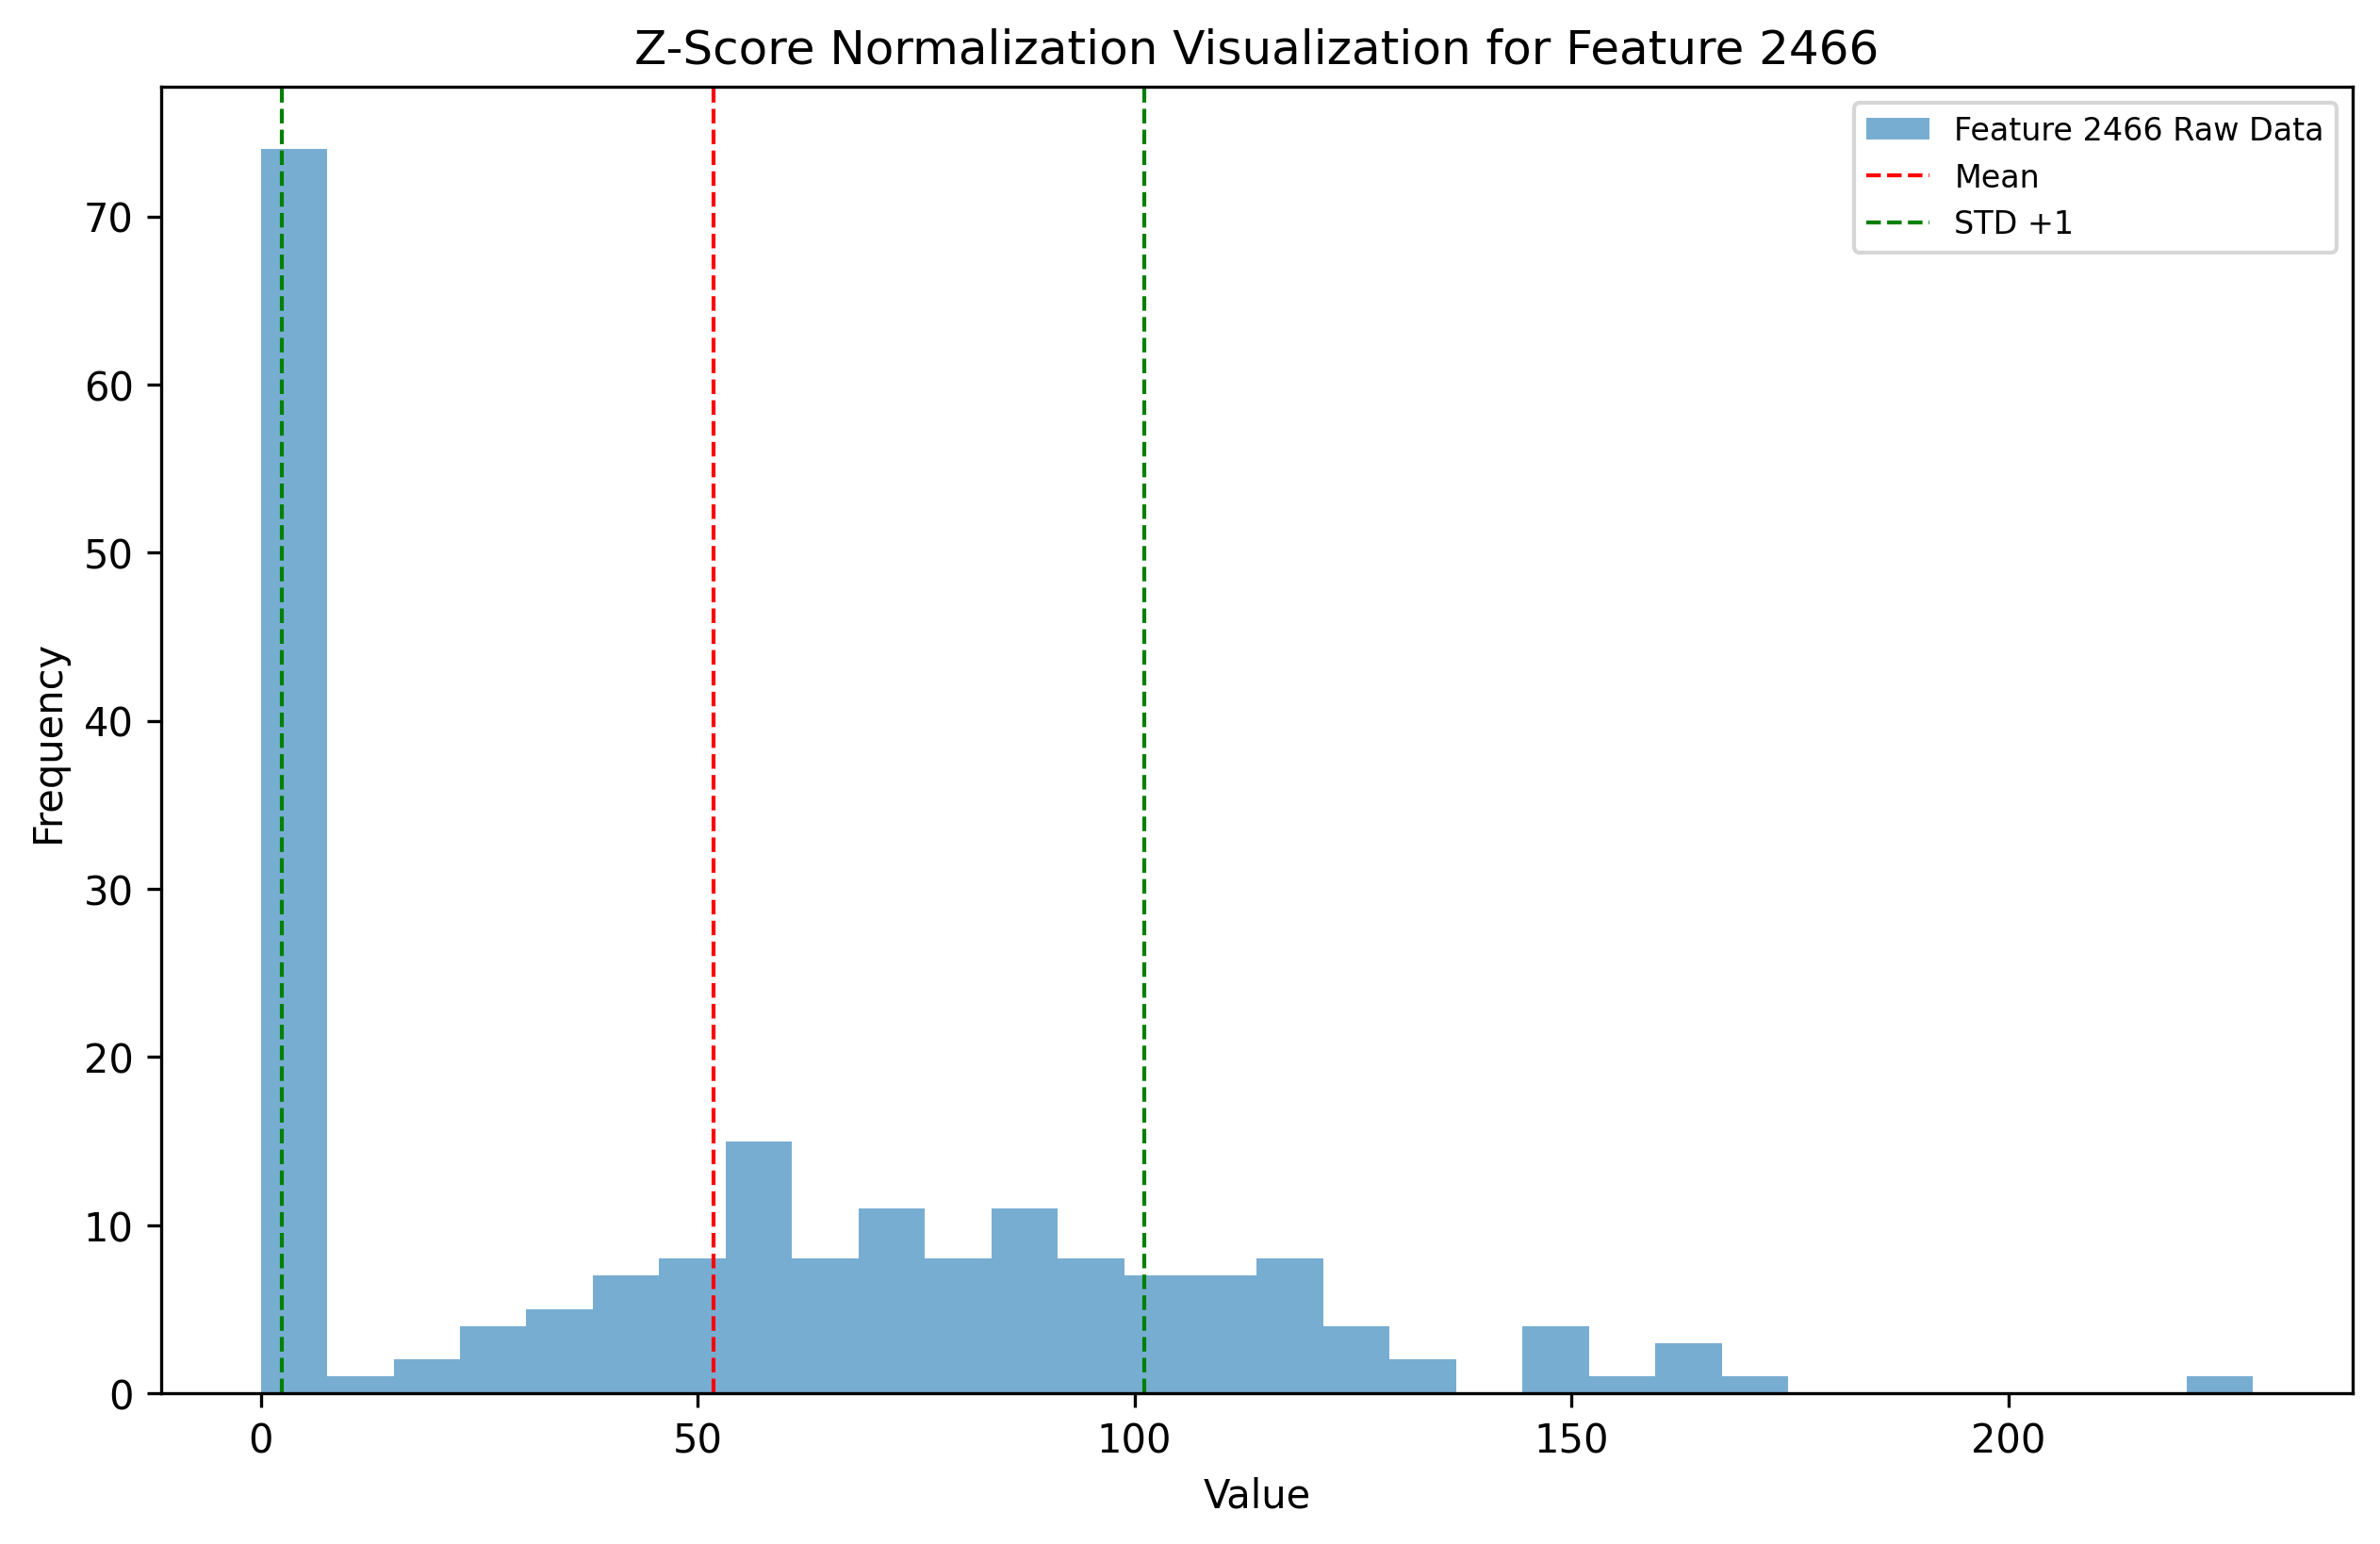 Z-Score Normalization Visualization for Feature 2466
Feature 2466 Raw Data
Mean
STD +1
Frequency
70
60
50
40
30
20
10
0
0 50 100 150 200
Value